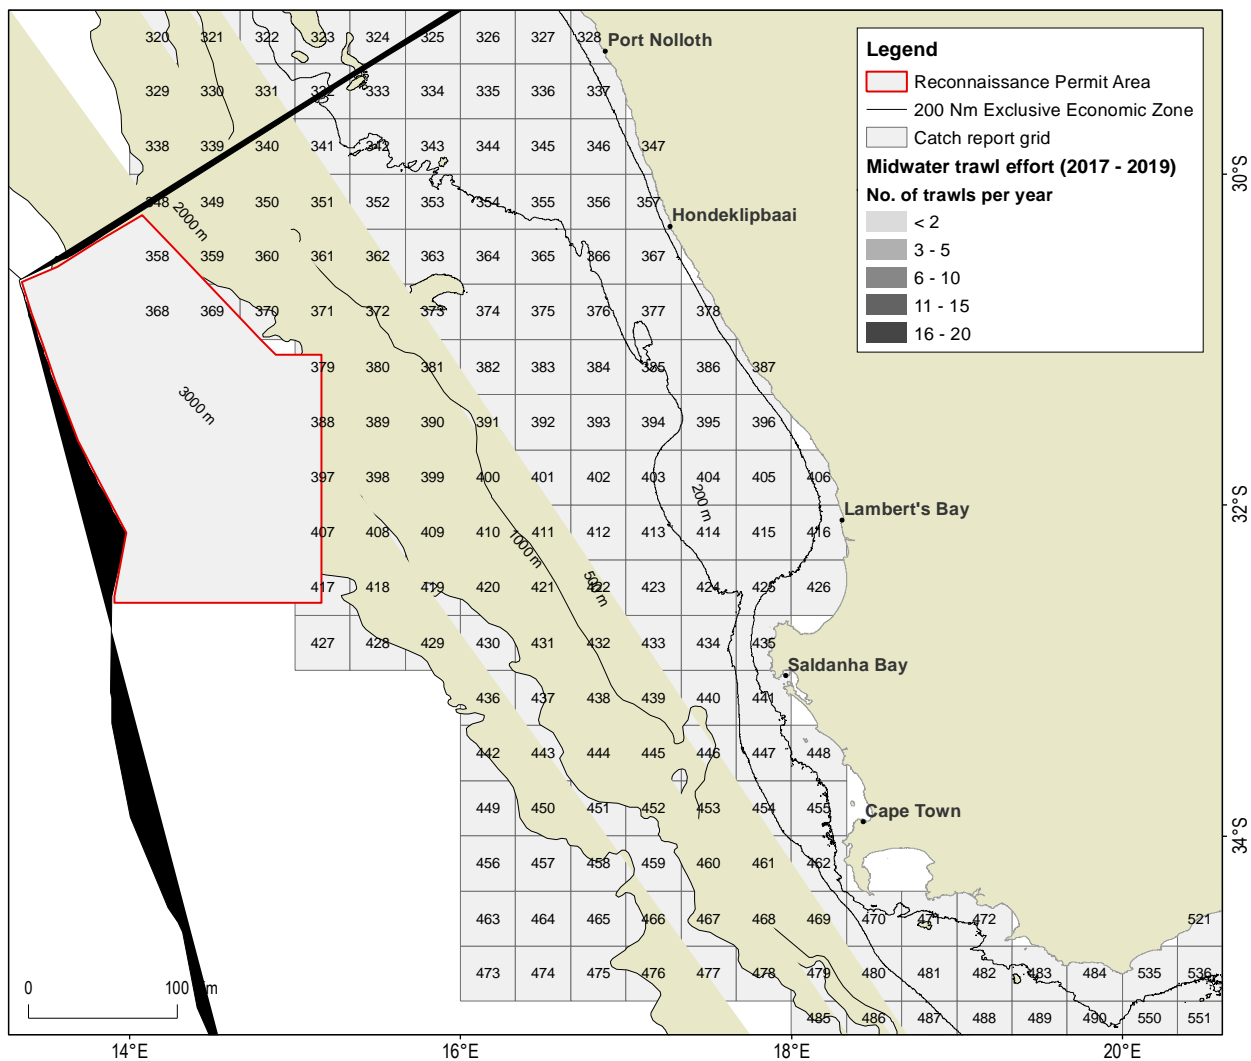 320 321 322 323 324 325 326 327 328 Port Nolloth
329 330 331 332 333 334 335 336 337
338 339 340 341 342 343 344 345 346 347
348 349 350 351 352 353 354 355 356 357
2000 m
Hondeklipbaai
358 359 360 361 362 363 364 365 366 367
368 369 370 371 372 373 374 375 376 377 378
379 380 381 382 383 384 385 386 387
3000 m
388 389 390 391 392 393 394 395 396
397 398 399 400 401 402 403 404 405 406
200 m
Lambert's Bay
407 408 409 410 411 412 413 414 415 416
1000 m
500 m
417 418 419 420 421 422 423 424 425 426
427 428 429 430 431 432 433 434 435
Saldanha Bay
436 437 438 439 440 441
442 443 444 445 446 447 448
449 450 451 452 453 454 455 Cape Town
456 457 458 459 460 461 462
463 464 465 466 467 468 469 470 471 472 521
473 474 475 476 477 478 479 480 481 482 483 484 535 536
485 486 487 488 489 490 550 551
Legend
Reconnaissance Permit Area
200 Nm Exclusive Economic Zone
Catch report grid
Midwater trawl effort (2017 - 2019)
No. of trawls per year
< 2
3 - 5
6 - 10
11 - 15
16 - 20
30°S
32°S
34°S
0 100
14°E 16°E 18°E 20°E